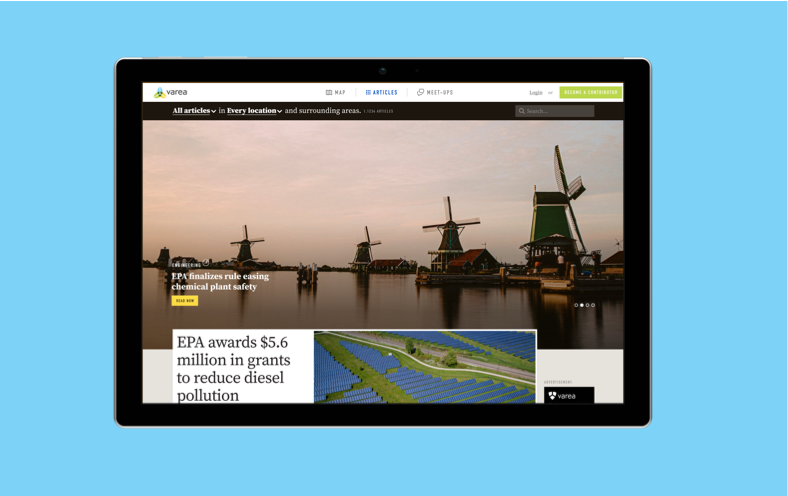 varea
MAP
ARTICLES
MEET-UPS
Login
or
BECOME A CONTRIBUTOR
All articles in Every location and surrounding areas.
Search...
ENGINEERING
EPA finalizes rule easing
chemical plant safety
READ NOW
EPA awards $5.6
million in grants
to reduce diesel
pollution
ADVERTISEMENT
varea